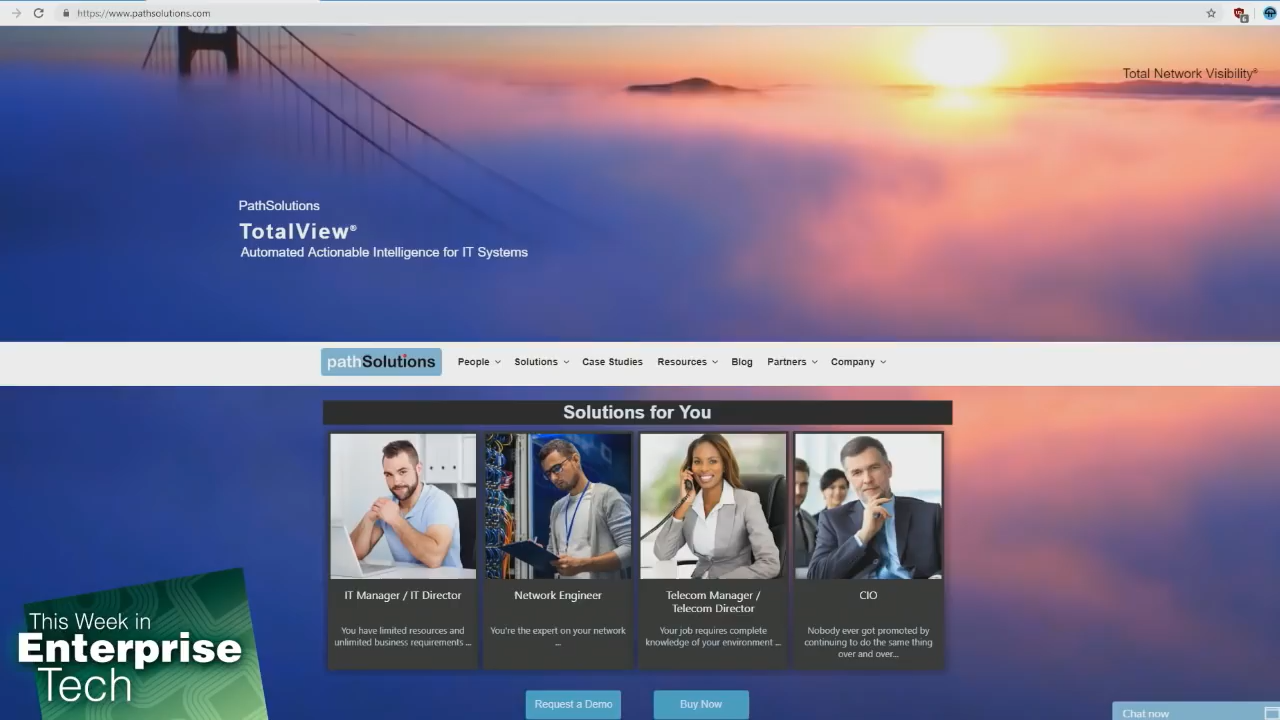 https://www.pathsolutions.com
Total Network Visibility®
PathSolutions
TotalView®
Automated Actionable Intelligence for IT Systems
pathSolutions People Solutions Case Studies Resources Blog Partners Company
Solutions for You
IT Manager / IT Director
You have limited resources and
unlimited business requirements ...
Network Engineer
You're the expert on your network
...
Telecom Manager /
Telecom Director
Your job requires complete
knowledge of your environment ...
CIO
Nobody ever got promoted by
continuing to do the same thing
over and over...
This Week in
Enterprise
Tech
Request a Demo
Buy Now
Chat now